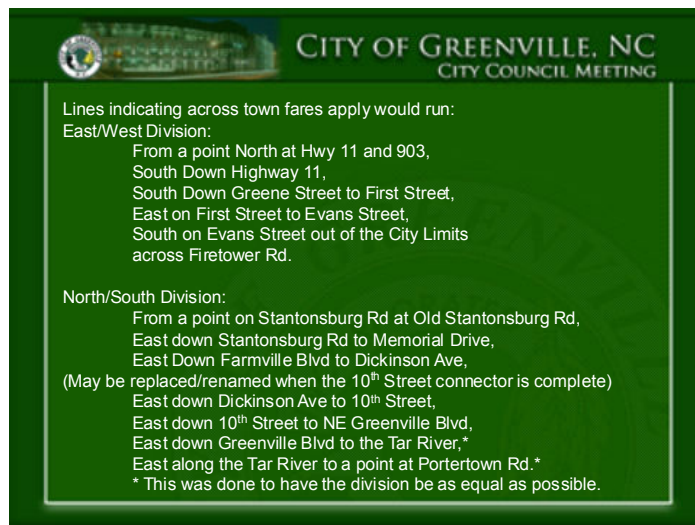 CITY OF GREENVILLE, NC
CITY COUNCIL MEETING
Lines indicating across town fares apply would run:
East/West Division:
From a point North at Hwy 11 and 903,
South Down Highway 11,
South Down Greene Street to First Street,
East on First Street to Evans Street,
South on Evans Street out of the City Limits
across Firetower Rd.
North/South Division:
From a point on Stantonsburg Rd at Old Stantonsburg Rd,
East down Stantonsburg Rd to Memorial Drive,
East Down Farmville Blvd to Dickinson Ave,
(May be replaced/renamed when the 10th Street connector is complete)
East down Dickinson Ave to 10th Street,
East down 10th Street to NE Greenville Blvd,
East down Greenville Blvd to the Tar River,*
East along the Tar River to a point at Portertown Rd.*
* This was done to have the division be as equal as possible.